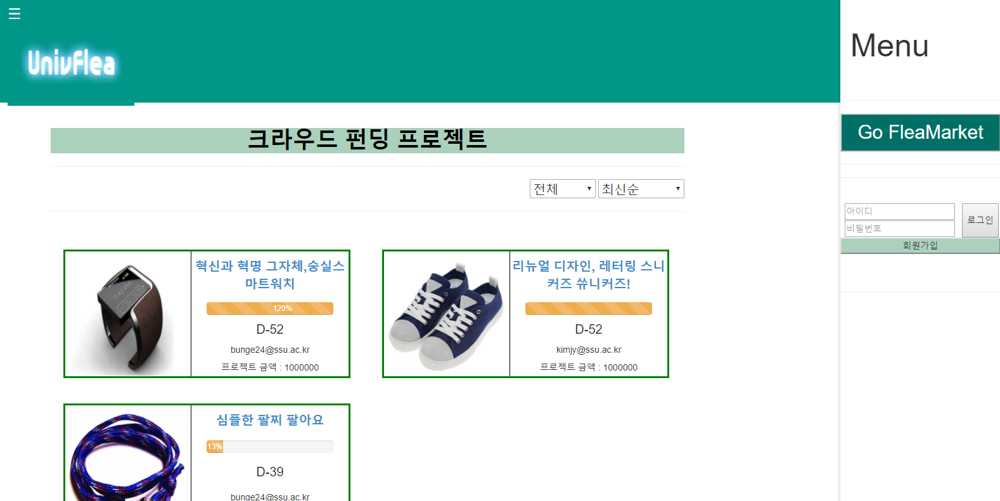 ☰
UnivFlea
크라우드 펀딩 프로젝트
전체
최신순
혁신과 혁명 그자체,숭실스
마트워치
120%
D-52
bunge24@ssu.ac.kr
프로젝트 금액 : 1000000
리뉴얼 디자인, 레터링 스니
커즈 쓔니커즈!
D-52
kimjy@ssu.ac.kr
프로젝트 금액 : 1000000
심플한 팔찌 팔아요
13%
D-39
bunge24@ssu.ac.kr
Menu
Go FleaMarket
아이디
비밀번호
로그인
회원가입